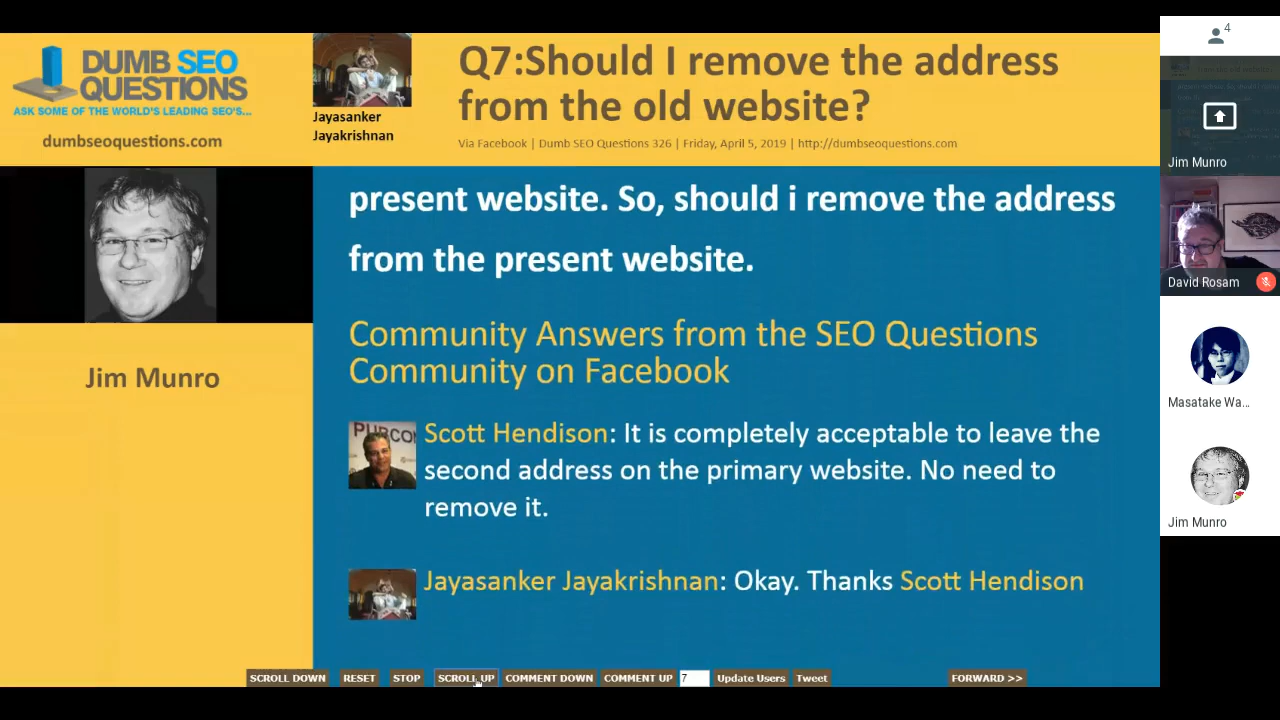 DUMB SEO
QUESTIONS
ASK SOME OF THE WORLD'S LEADING SEO'S...
dumbseoquestions.com
Jayasanker
Jayakrishnan
Q7:Should I remove the address
from the old website?
Via Facebook | Dumb SEO Questions 326 | Friday, April 5, 2019 | http://dumbseoquestions.com
Jim Munro
present website. So, should i remove the address
from the present website.
Community Answers from the SEO Questions
Community on Facebook
PUBCON
Scott Hendison: It is completely acceptable to leave the
second address on the primary website. No need to
remove it.
Jayasanker Jayakrishnan: Okay. Thanks Scott Hendison
SCROLL DOWN RESET STOP SCROLL UP COMMENT DOWN COMMENT UP 7 Update Users Tweet FORWARD >>
4
Jim Munro
David Rosam
Masatake Wa...
Jim Munro